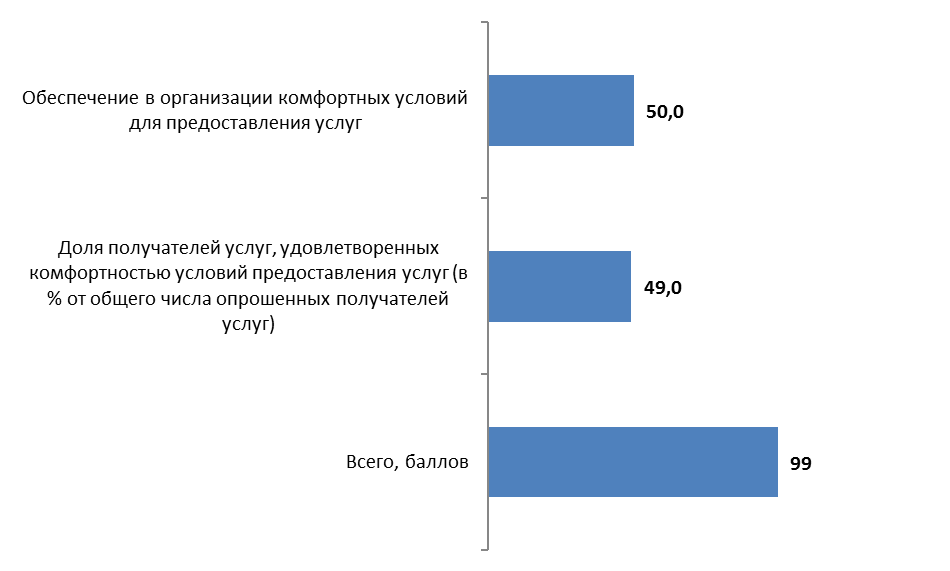 Обеспечение в организации комфортных условий
для предоставления услуг
50,0
Доля получателей услуг, удовлетворенных
комфортностью условий предоставления услуг (в
% от общего числа опрошенных получателей
услуг)
49,0
Всего, баллов
99